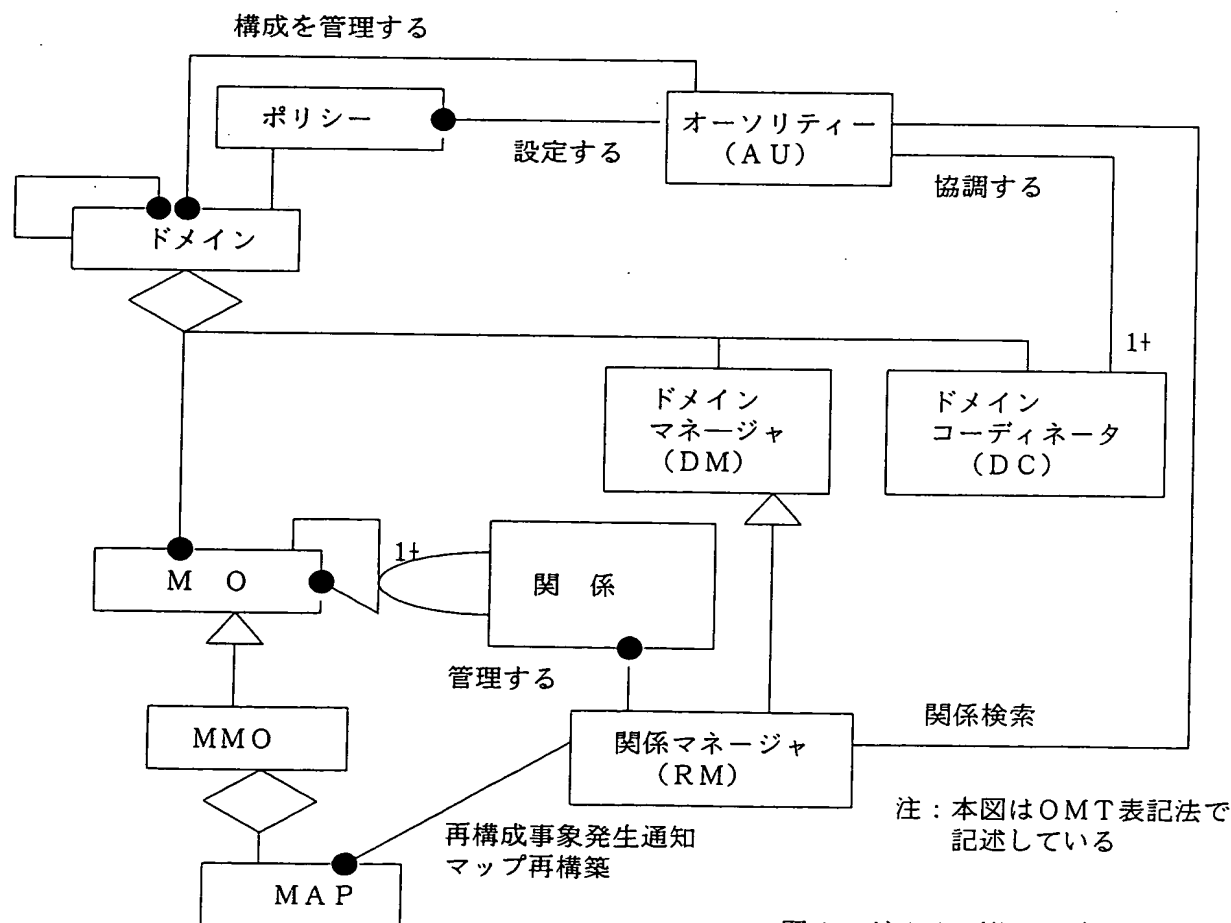 構成を管理する
ポリシー
設定する
オーソリティー
(AU)
協調する
ドメイン
1+
ドメイン
マネージャ
(DM)
ドメイン
コーディネータ
(DC)
MO
1+
関係
管理する
MMO
関係マネージャ
(RM)
関係検索
再構成事象発生通知
マップ再構築
注：本図はOMT表記法で
記述している
MAP